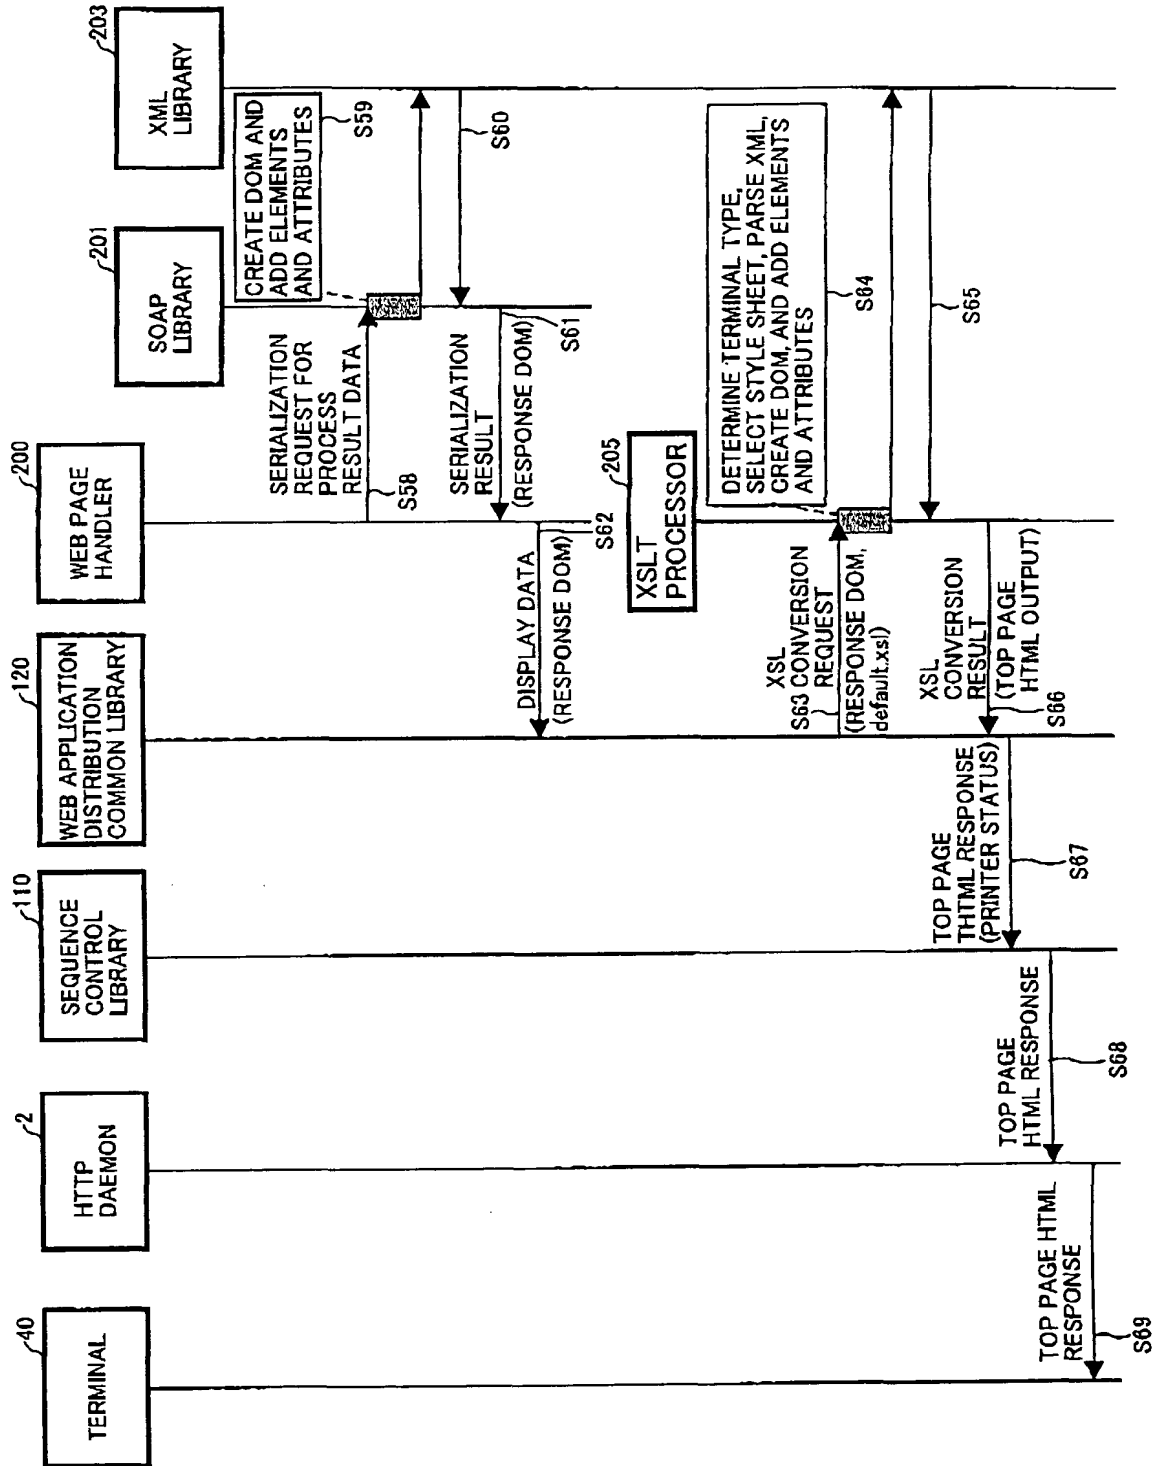 40
TERMINAL
2
HTTP
DAEMON
110
SEQUENCE
CONTROL
LIBRARY
120
WEB APPLICATION
DISTRIBUTION
COMMON LIBRARY
200
WEB PAGE
HANDLER
201
SOAP
LIBRARY
203
XML
LIBRARY
CREATE DOM AND
ADD ELEMENTS
AND ATTRIBUTES
S59
SERIALIZATION
REQUEST FOR
PROCESS
RESULT DATA
S58
S60
SERIALIZATION
RESULT
(RESPONSE DOM)
S61
DISPLAY DATA
(RESPONSE DOM)
S62
205
XSLT
PROCESSOR
DETERMINE TERMINAL TYPE,
SELECT STYLE SHEET, PARSE XML,
CREATE DOM, AND ADD ELEMENTS
AND ATTRIBUTES
S64
XSL
S63 CONVERSION
REQUEST
(RESPONSE DOM,
default.xsl)
S65
XSL
CONVERSION
RESULT
(TOP PAGE
HTML OUTPUT)
S66
TOP PAGE
THTML RESPONSE
(PRINTER STATUS)
S67
TOP PAGE
HTML RESPONSE
S68
TOP PAGE HTML
RESPONSE
S69